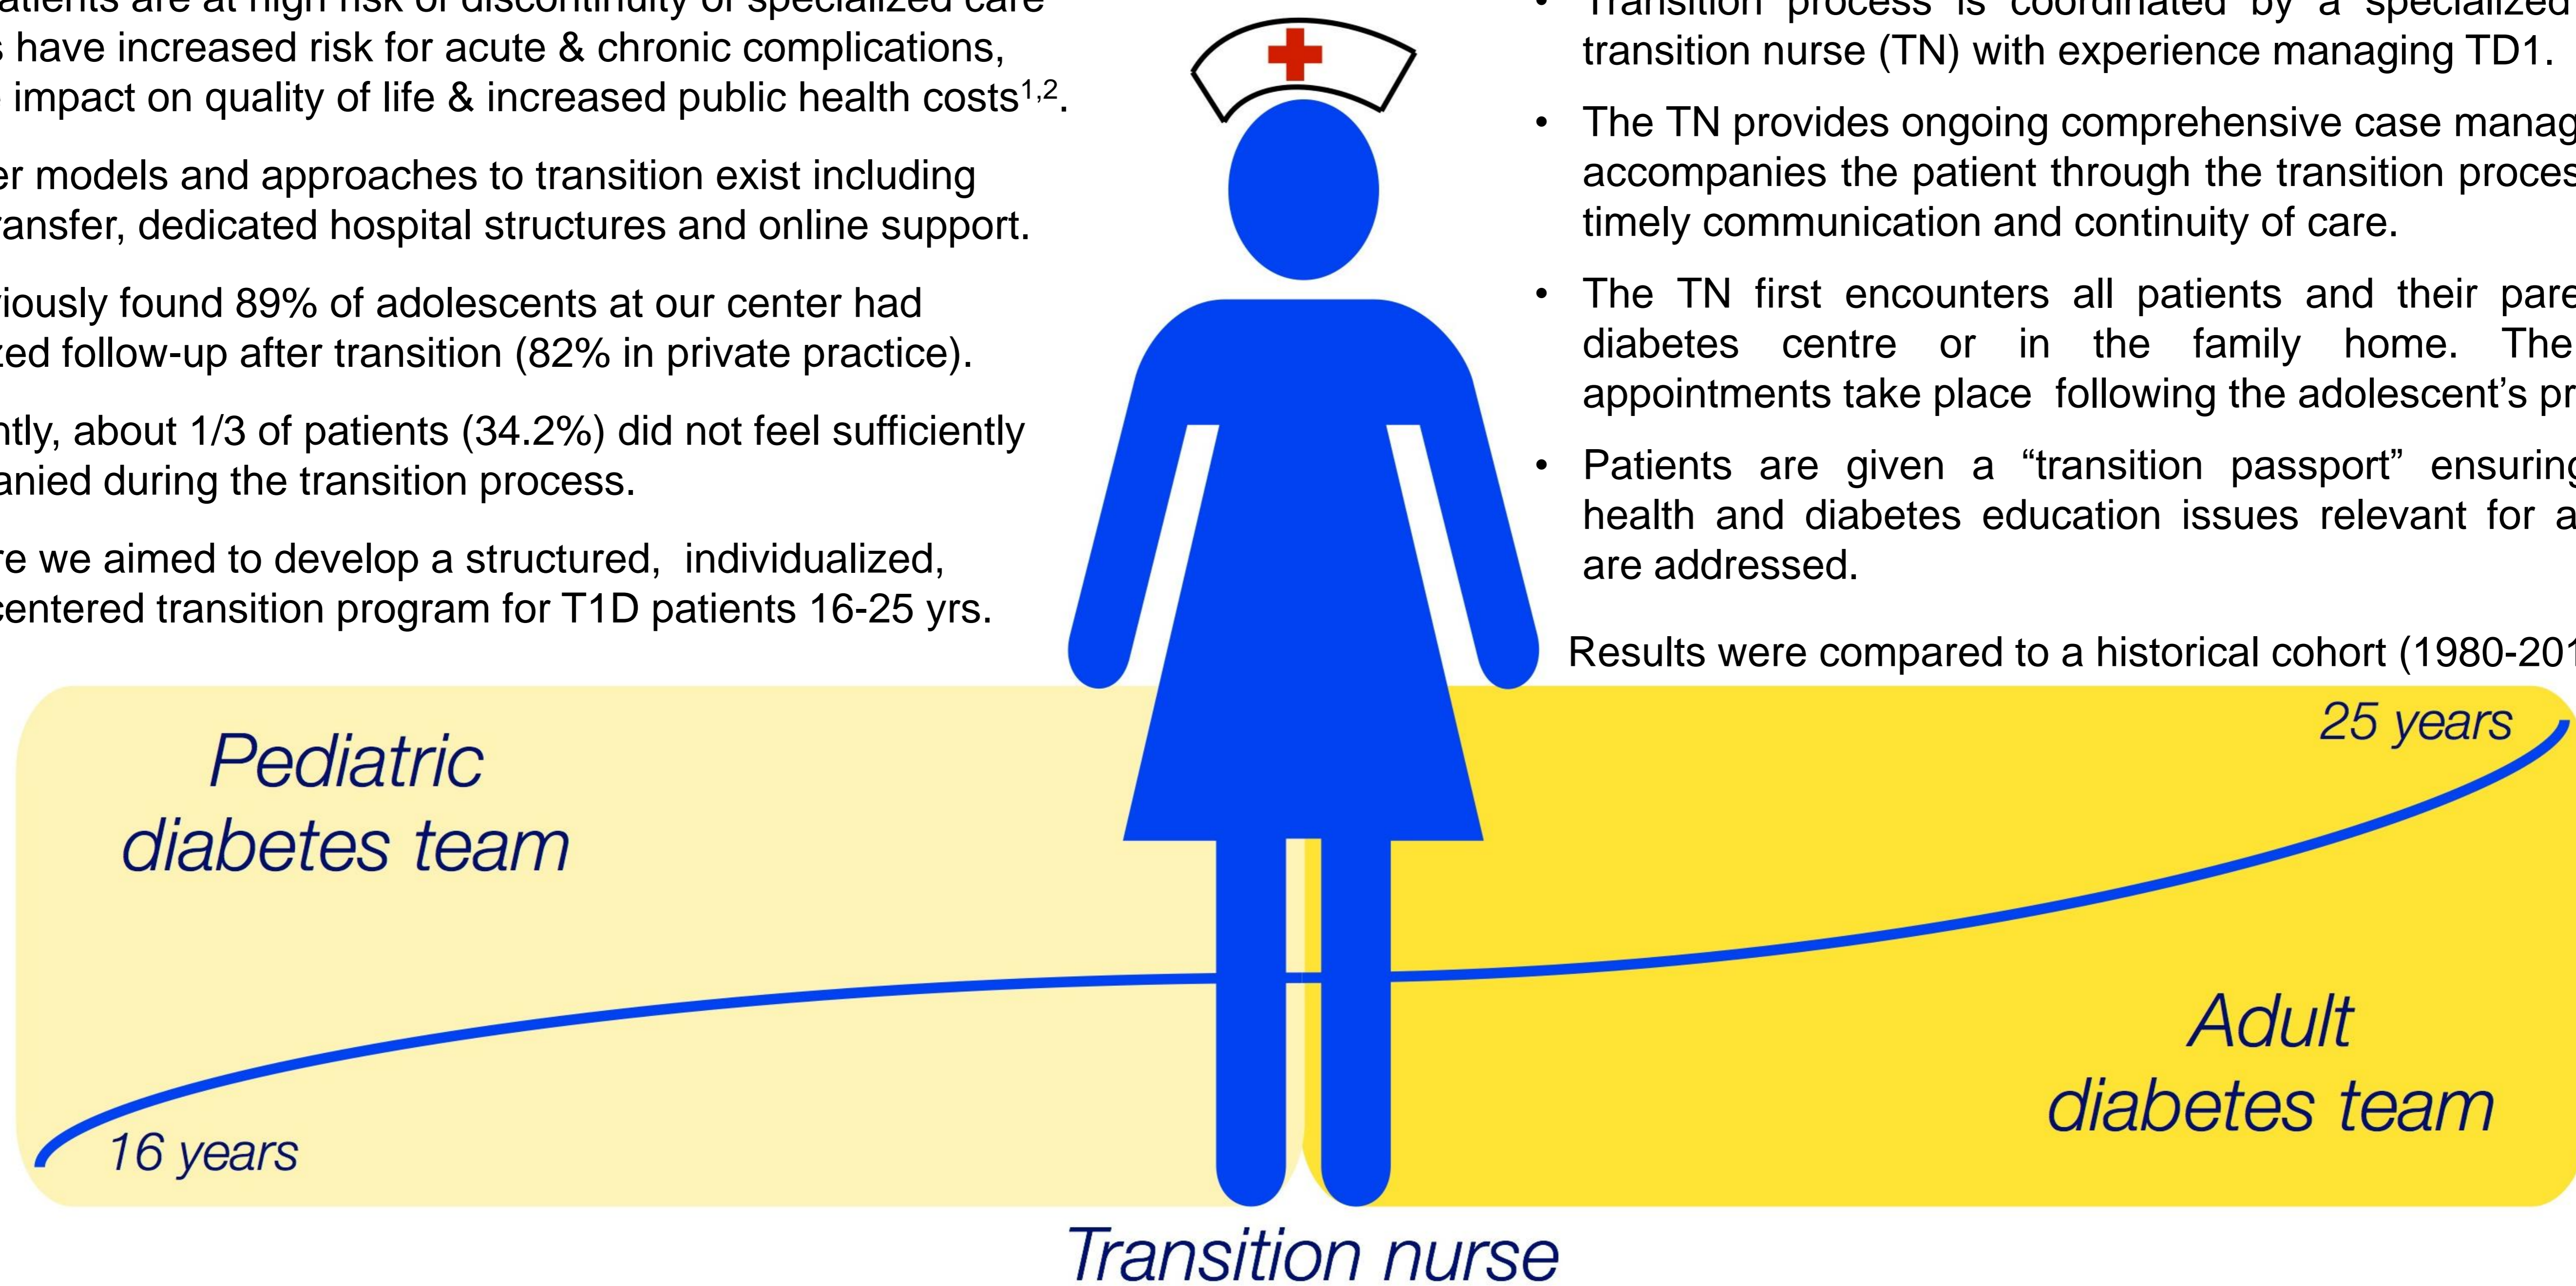 patients are at high risk of discontinuity of specialized care
have increased risk for acute & chronic complications,
impact on quality of life & increased public health costs1,2.
models and approaches to transition exist including
dedicated hospital structures and online support.
found 89% of adolescents at our center had
follow-up after transition (82% in private practice).
about 1/3 of patients (34.2%) did not feel sufficiently
during the transition process.
we aimed to develop a structured, individualized,
centered transition program for T1D patients 16-25 yrs.
• Transition process is coordinated by a specialized
transition nurse (TN) with experience managing TD1.
• The TN provides ongoing comprehensive case manag
accompanies the patient through the transition proces
timely communication and continuity of care.
• The TN first encounters all patients and their pare
diabetes centre or in the family home. The
appointments take place following the adolescent’s pr
• Patients are given a “transition passport” ensuring
health and diabetes education issues relevant for a
are addressed.
Results were compared to a historical cohort (1980-201
Pediatric
diabetes team
16 years
25 years
Adult
diabetes team
Transition nurse